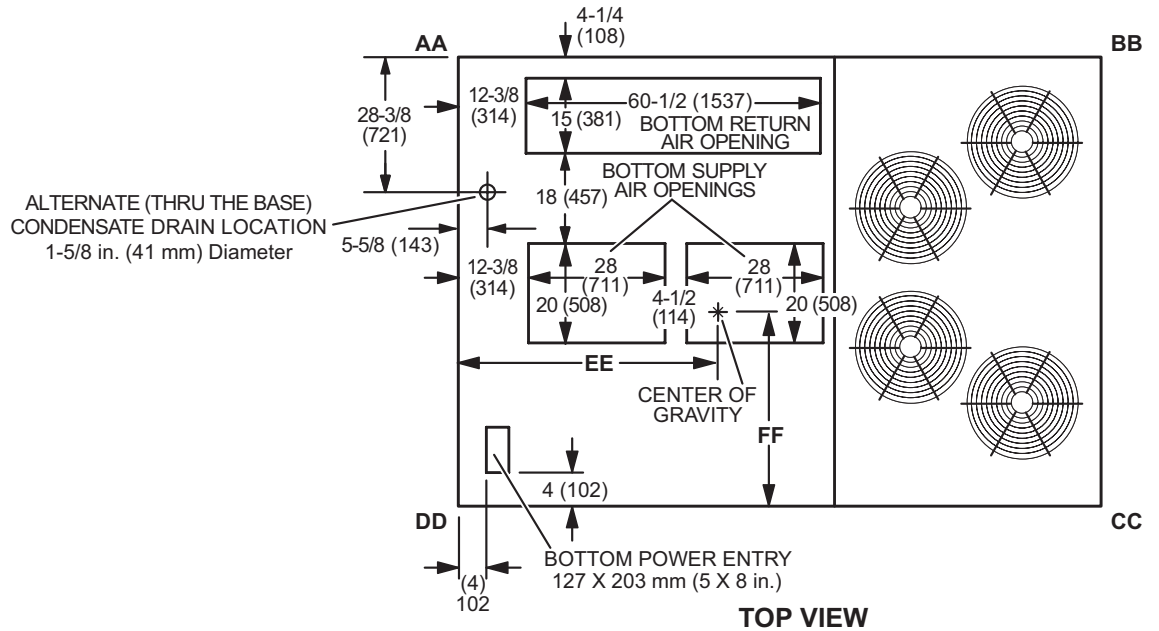 4-1/4
(108)
AA
BB
12-3/8
(314)
60-1/2 (1537)
28-3/8
(721)
15 (381)
BOTTOM RETURN
AIR OPENING
BOTTOM SUPPLY
AIR OPENINGS
18 (457)
ALTERNATE (THRU THE BASE)
CONDENSATE DRAIN LOCATION
1-5/8 in. (41 mm) Diameter
5-5/8 (143)
12-3/8
(314)
28
(711)
28
(711)
20 (508)
4-1/2
(114)
20 (508)
EE
CENTER OF
GRAVITY
FF
4 (102)
DD
CC
BOTTOM POWER ENTRY
127 X 203 mm (5 X 8 in.)
(4)
102
TOP VIEW